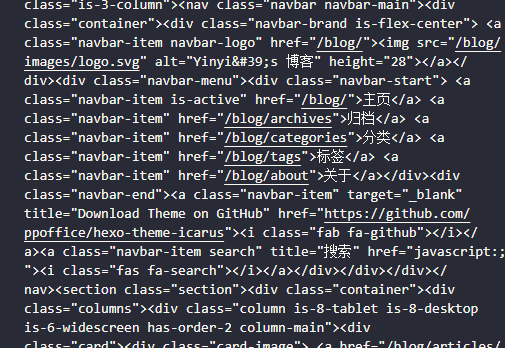 class="is-3-column"><nav class="navbar navbar-main"><div
class="container"><div class="navbar-brand is-flex-center"> <a
class="navbar-item navbar-logo" href="/blog/"><img src="/blog/
images/logo.svg" alt="Yinyi&#39;s 博客" height="28"></a></
div><div class="navbar-menu"><div class="navbar-start"> <a
class="navbar-item is-active" href="/blog/">主页</a> <a
class="navbar-item" href="/blog/archives">归档</a> <a
class="navbar-item" href="/blog/categories">分类</a> <a
class="navbar-item" href="/blog/tags">标签</a> <a
class="navbar-item" href="/blog/about">关于</a></div><div
class="navbar-end"><a class="navbar-item" target="_blank"
title="Download Theme on GitHub" href="https://github.com/
ppoffice/hexo-theme-icarus"><i class="fab fa-github"></i></
a><a class="navbar-item search" title="搜索" href="javascript:;
"><i class="fas fa-search"></i></a></div></div></div></
nav><section class="section"><div class="container"><div
class="columns"><div class="column is-8-tablet is-8-desktop
is-6-widescreen has-order-2 column-main"><div
class="card"><div class="card-image"> <a href="/blog/articles/